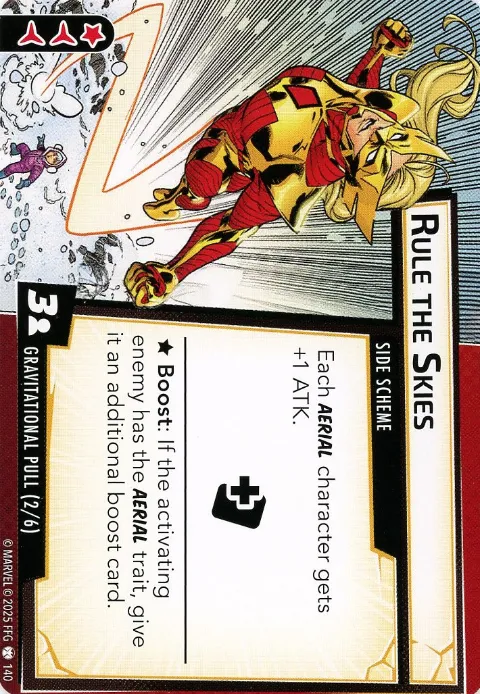 RULE THE SKIES
SIDE SCHEME
Each AERIAL character gets
+1 ATK.
★ Boost: If the activating
enemy has the AERIAL trait, give
it an additional boost card.
3
GRAVITATIONAL PULL (2/6)
© MARVEL © 2025 FFG 140